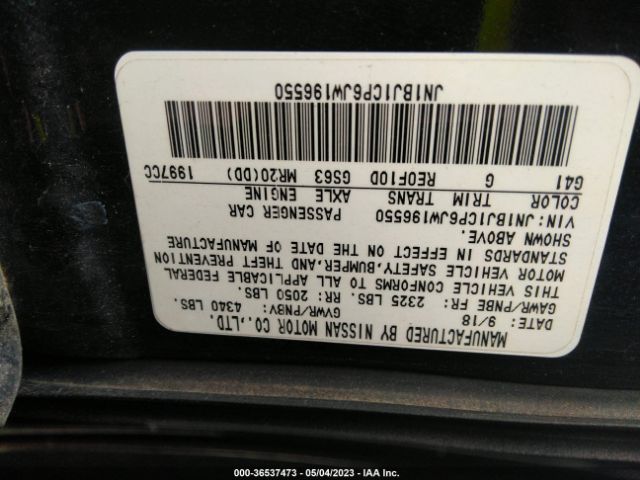 MANUFACTURED BY NISSAN MOTOR CO.,LTD.
DATE: 9/18 GVWR/PNBV: 4340 LBS.
GAWR/PNBE FR: 2325 LBS. RR: 2050 LBS.
THIS VEHICLE CONFORMS TO ALL APPLICABLE FEDERAL
MOTOR VEHICLE SAFETY,BUMPER,AND THEFT PREVENTION
STANDARDS IN EFFECT ON THE DATE OF MANUFACTURE
SHOWN ABOVE.
VIN:JN1BJ1CP6JW196550 PASSENGER CAR
COLOR TRIM TRANS AXLE ENGINE
G41 G RE0F10D GS63 MR20(DD) 1997CC
JN1BJ1CP6JW196550
000-36537473 - 05/04/2023 - IAA Inc.